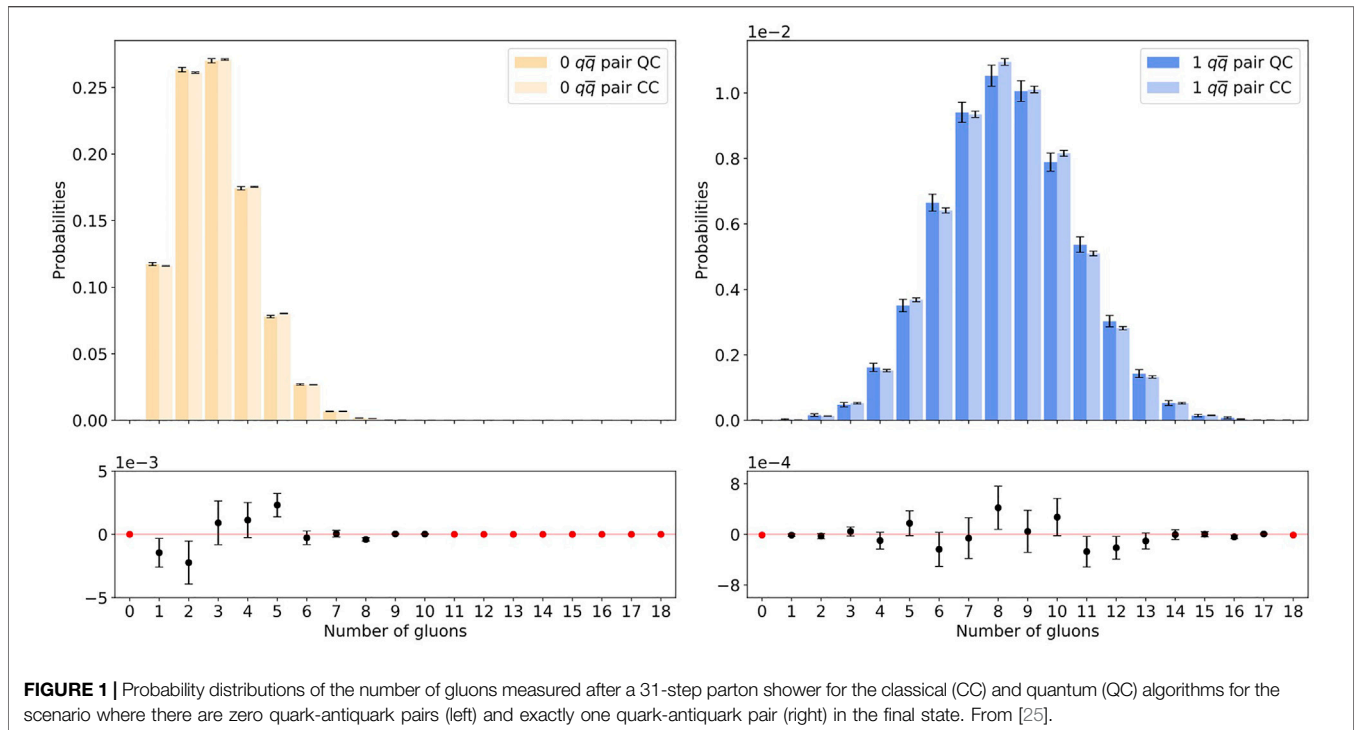 0 qq̅ pair QC
0 qq̅ pair CC
0.25
0.20
0.15
0.10
0.05
0.00
Probabilities
1e−2
1 qq̅ pair QC
1 qq̅ pair CC
1.0
0.8
0.6
0.4
0.2
0.0
Probabilities
1e−3
5
0
−5
0 1 2 3 4 5 6 7 8 9 10 11 12 13 14 15 16 17 18
Number of gluons
1e−4
8
0
−8
0 1 2 3 4 5 6 7 8 9 10 11 12 13 14 15 16 17 18
Number of gluons
FIGURE 1 | Probability distributions of the number of gluons measured after a 31-step parton shower for the classical (CC) and quantum (QC) algorithms for the
scenario where there are zero quark-antiquark pairs (left) and exactly one quark-antiquark pair (right) in the final state. From [25].